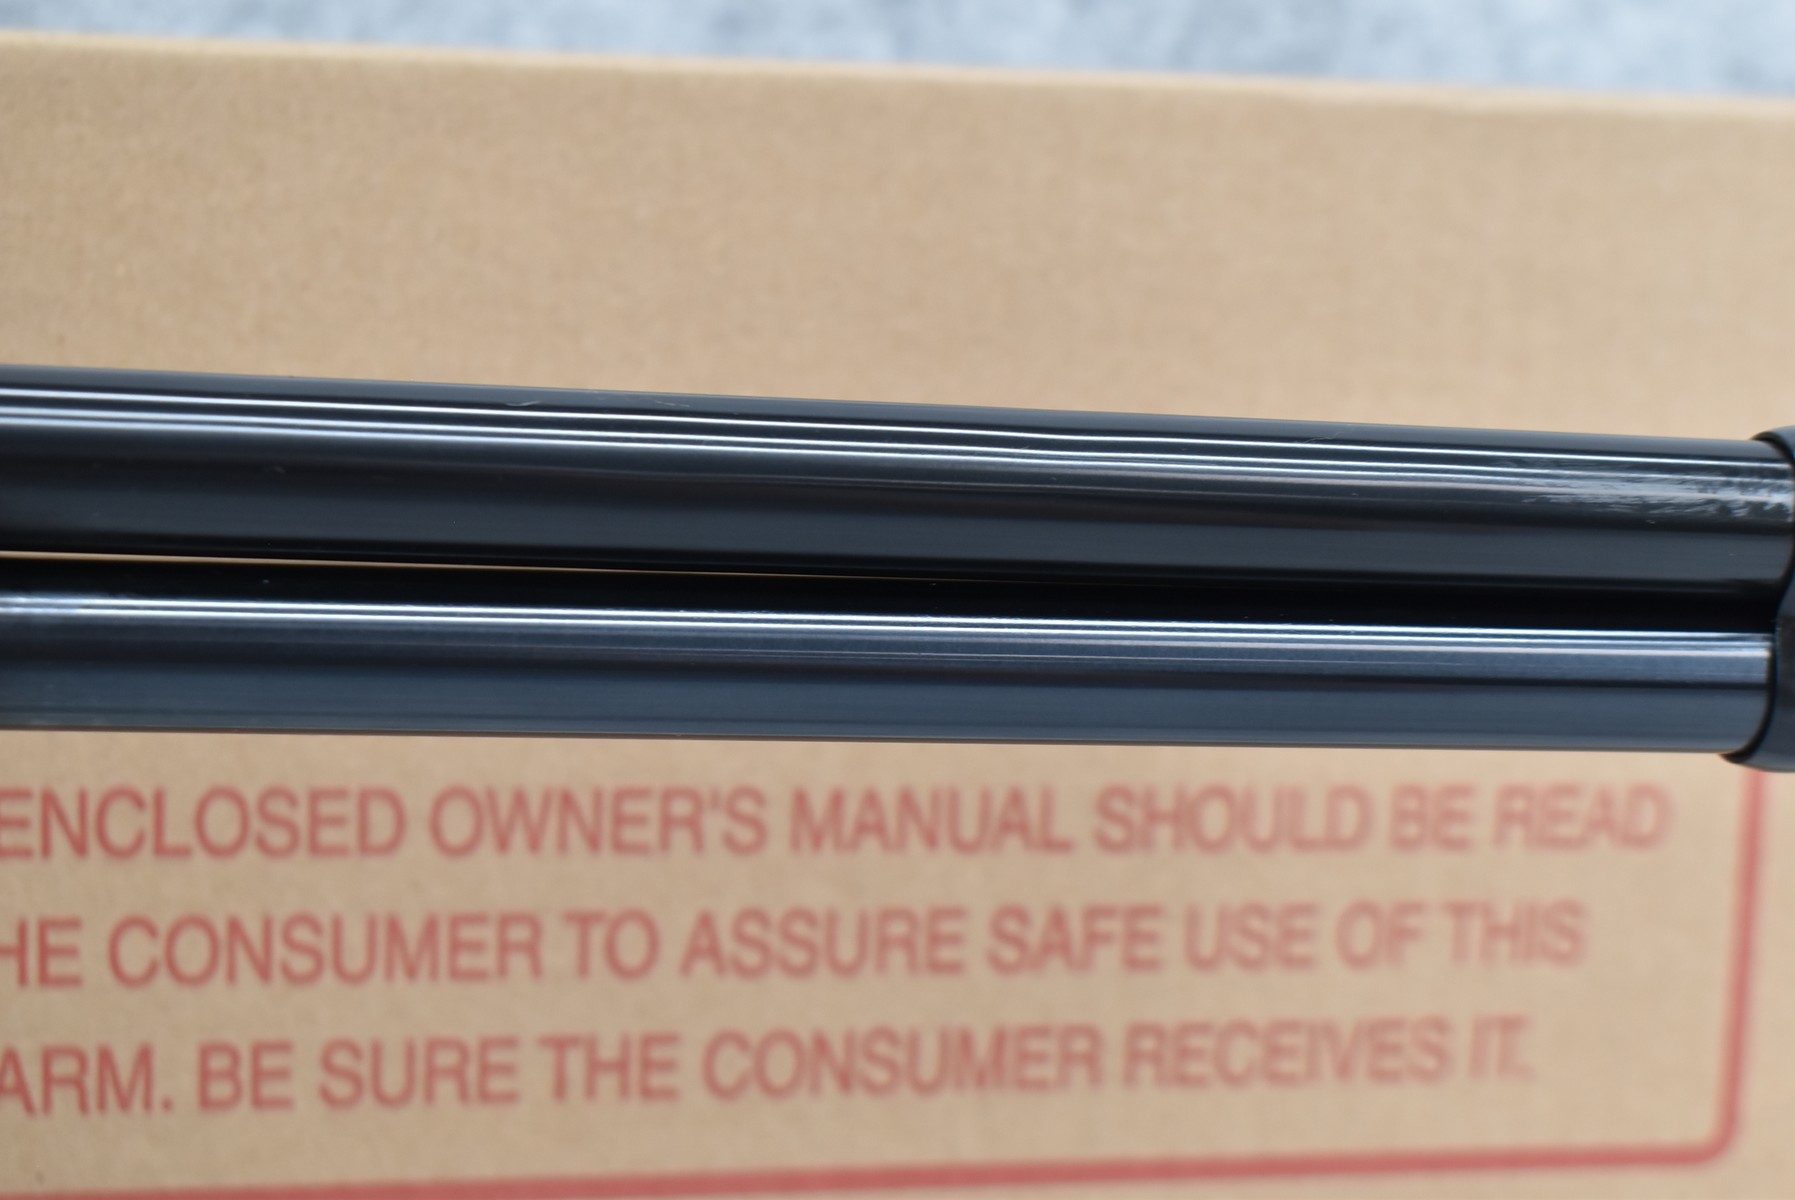 ENCLOSED OWNER'S MANUAL SHOULD BE READ
HE CONSUMER TO ASSURE SAFE USE OF THIS
ARM. BE SURE THE CONSUMER RECEIVES IT.